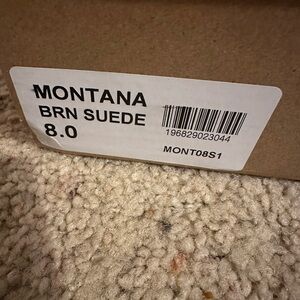 MONTANA
BRN SUEDE
8.0
196829023044
MONT08S1